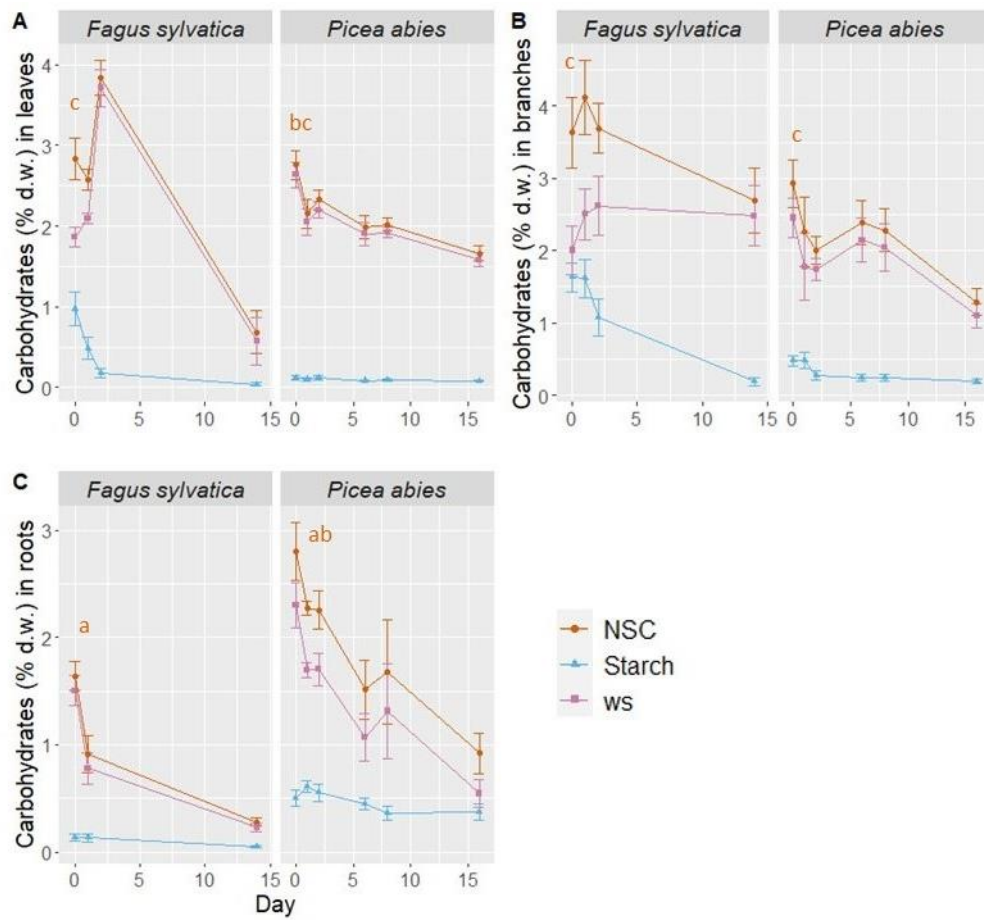 A
Fagus sylvatica
Picea abies
Carbohydrates (% d.w.) in leaves
4
3
2
1
0
c
bc
0 5 10 15
0 5 10 15
B
Fagus sylvatica
Picea abies
Carbohydrates (% d.w.) in branches
4
3
2
1
0
c
c
0 5 10 15
0 5 10 15
C
Fagus sylvatica
Picea abies
Carbohydrates (% d.w.) in roots
3
2
1
0
a
ab
0 5 10 15
0 5 10 15
Day
NSC
Starch
ws